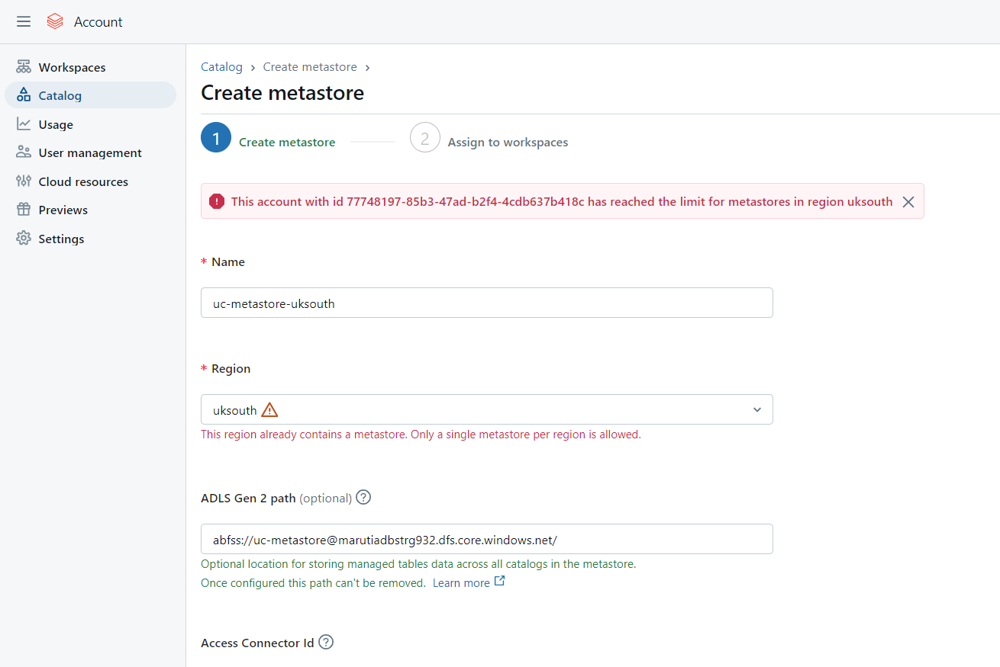 Account
Workspaces
Catalog
Usage
User management
Cloud resources
Previews
Settings
Catalog › Create metastore ›
Create metastore
1 Create metastore 2 Assign to workspaces
This account with id 77748197-85b3-47ad-b2f4-4cdb637b418c has reached the limit for metastores in region uksouth
* Name
uc-metastore-uksouth
* Region
uksouth
This region already contains a metastore. Only a single metastore per region is allowed.
ADLS Gen 2 path (optional) ?
abfss://uc-metastore@marutiadbstrg932.dfs.core.windows.net/
Optional location for storing managed tables data across all catalogs in the metastore.
Once configured this path can't be removed. Learn more
Access Connector Id ?